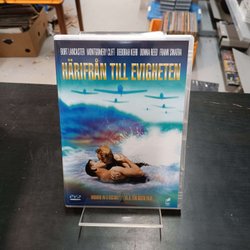 BURT LANCASTER MONTGOMERY CLIFT DEBORAH KERR DONNA REED FRANK SINATRA
HÄRIFRÅN TILL EVIGHETEN
DVD